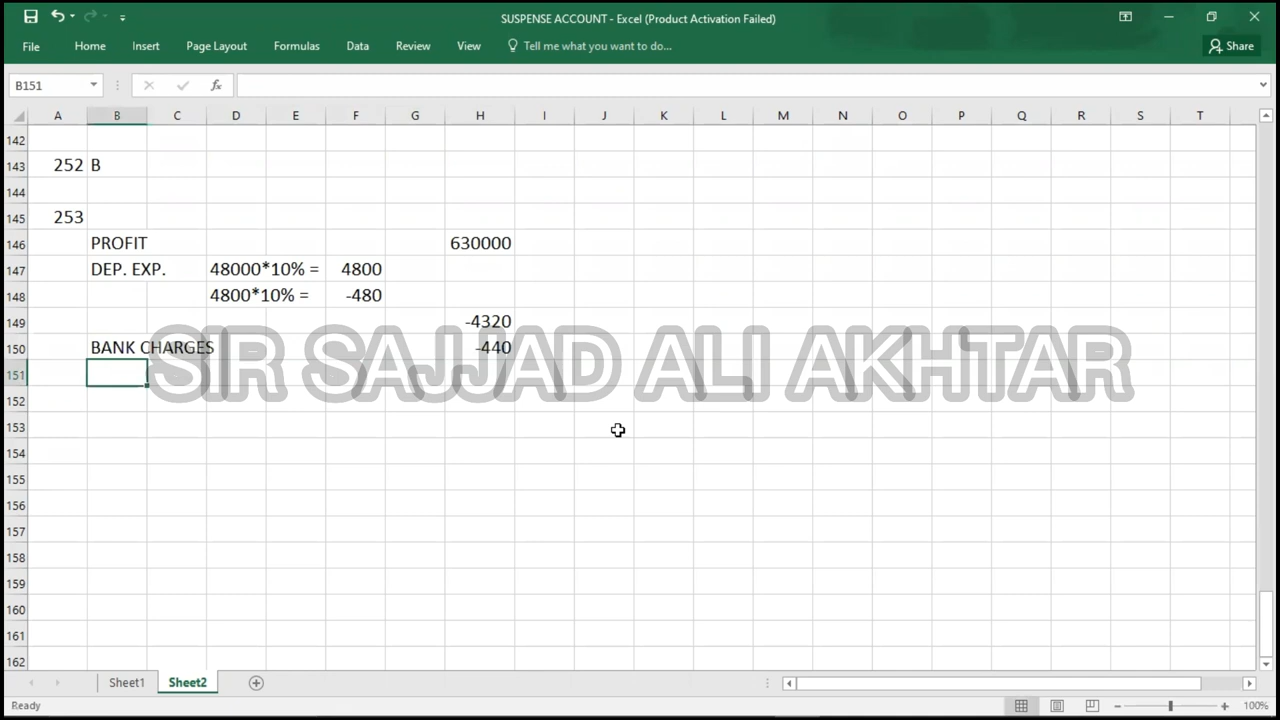 SUSPENSE ACCOUNT - Excel (Product Activation Failed)
File Home Insert Page Layout Formulas Data Review View Tell me what you want to do... Share
B151 fx
A B C D E F G H I J K L M N O P Q R S T
142
143 252 B
144
145 253
146 PROFIT 630000
147 DEP. EXP. 48000*10% = 4800
148 4800*10% = -480
149 -4320
150 BANK CHARGES -440
151
SIR SAJJAD ALI AKHTAR
152
153
154
155
156
157
158
159
160
161
162
Sheet1 Sheet2
Ready 100%